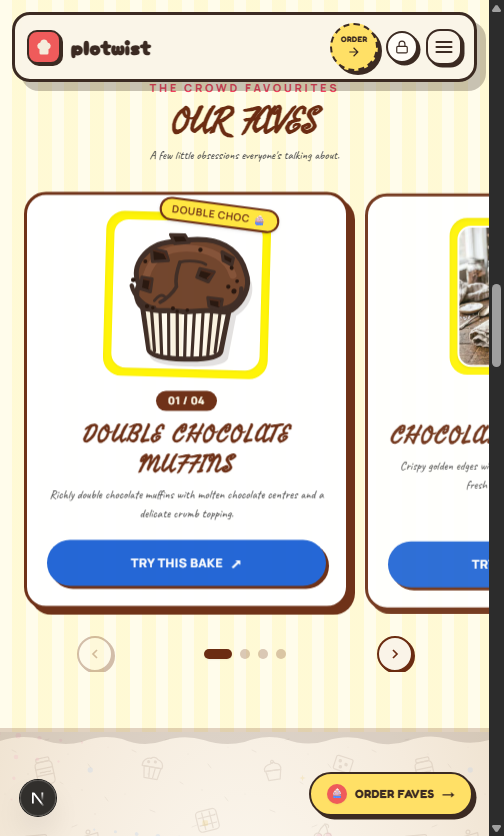 plotwist
ORDER
→
THE CROWD FAVOURITES
OUR FAVES
A few little obsessions everyone's talking about.
DOUBLE CHOC 🧁
01 / 04
DOUBLE CHOCOLATE
MUFFINS
Richly double chocolate muffins with molten chocolate centres and a
delicate crumb topping.
TRY THIS BAKE ↗
Crispy golden edges w
fresh
N
ORDER FAVES →